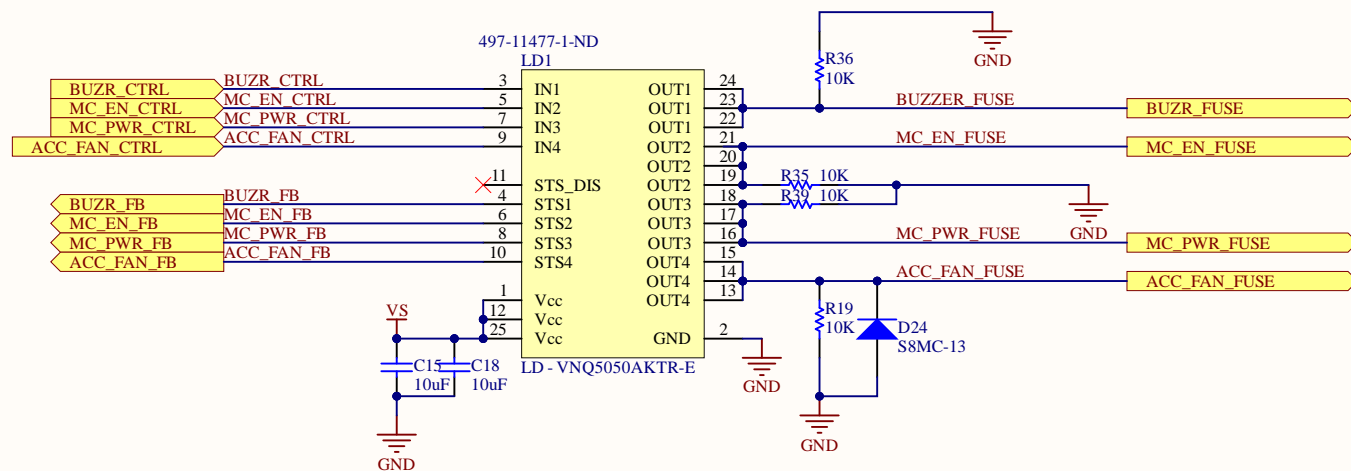 497-11477-1-ND
LD1
GND
R36
10K
BUZR_CTRL BUZR_CTRL 3 IN1 OUT1 24
MC_EN_CTRL MC_EN_CTRL 5 IN2 OUT1 23 BUZZER_FUSE BUZR_FUSE
MC_PWR_CTRL MC_PWR_CTRL 7 IN3 OUT1 22
ACC_FAN_CTRL ACC_FAN_CTRL 9 IN4 OUT2 21 MC_EN_FUSE MC_EN_FUSE
OUT2 20
11 STS_DIS OUT2 19 R35 10K
BUZR_FB BUZR_FB 4 STS1 OUT3 18 R39 10K
MC_EN_FB MC_EN_FB 6 STS2 OUT3 17 GND
MC_PWR_FB MC_PWR_FB 8 STS3 OUT3 16 MC_PWR_FUSE MC_PWR_FUSE
ACC_FAN_FB ACC_FAN_FB 10 STS4 OUT4 15
OUT4 14 ACC_FAN_FUSE ACC_FAN_FUSE
1 Vcc OUT4 13
VS 12 Vcc R19
10K
25 Vcc GND 2 D24
S8MC-13
C15 C18
10uF 10uF
LD - VNQ5050AKTR-E
GND
GND
GND